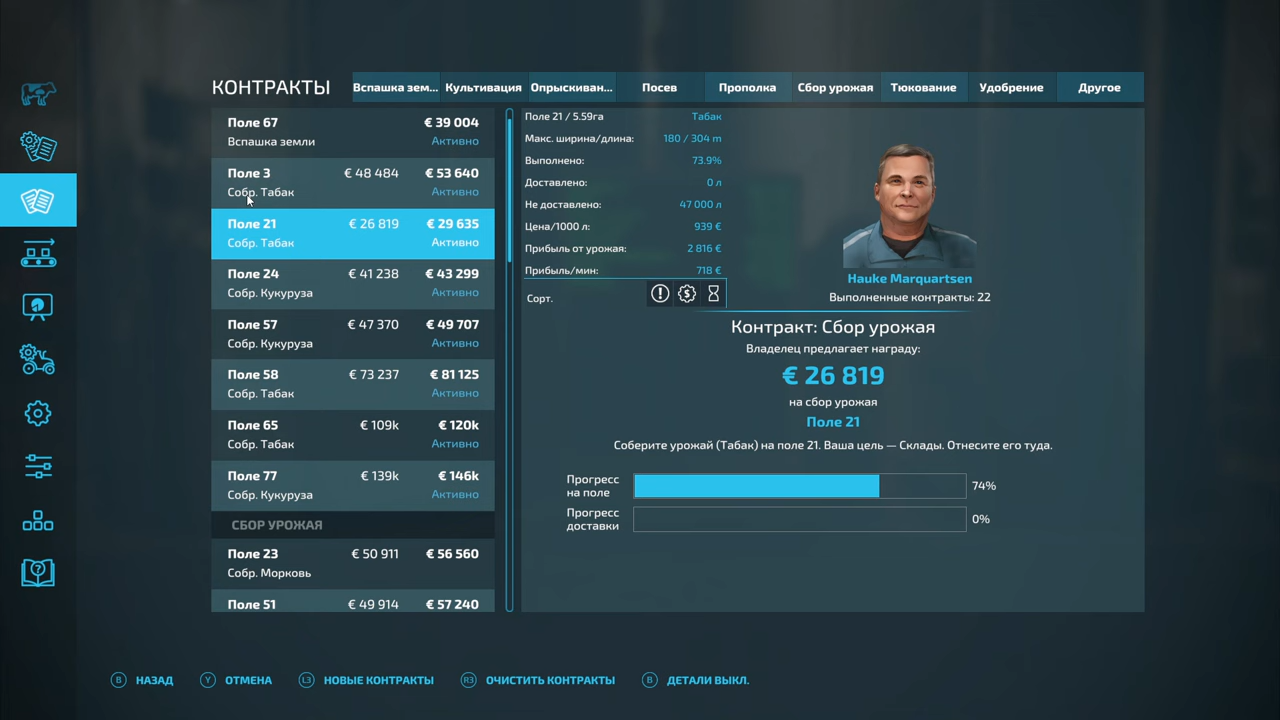 КОНТРАКТЫ
Вспашка зем...
Культивация
Опрыскиван...
Посев
Прополка
Сбор урожая
Тюкование
Удобрение
Другое
Поле 67 € 39 004
Вспашка земли Активно
Поле 3 € 48 484 € 53 640
Собр. Табак Активно
Поле 21 € 26 819 € 29 635
Собр. Табак Активно
Поле 24 € 41 238 € 43 299
Собр. Кукуруза Активно
Поле 57 € 47 370 € 49 707
Собр. Кукуруза Активно
Поле 58 € 73 237 € 81 125
Собр. Табак Активно
Поле 65 € 109k € 120k
Собр. Табак Активно
Поле 77 € 139k € 146k
Собр. Кукуруза Активно
СБОР УРОЖАЯ
Поле 23 € 50 911 € 56 560
Собр. Морковь
Поле 51 € 49 914 € 57 240
Поле 21 / 5.59га Табак
Макс. ширина/длина: 180 / 304 m
Выполнено: 73.9%
Доставлено: 0 л
Не доставлено: 47 000 л
Цена/1000 л: 939 €
Прибыль от урожая: 2 816 €
Прибыль/мин: 718 €
Сорт.
Hauke Marquartsen
Выполненные контракты: 22
Контракт: Сбор урожая
Владелец предлагает награду:
€ 26 819
на сбор урожая
Поле 21
Соберите урожай (Табак) на поле 21. Ваша цель — Склады. Отнесите его туда.
Прогресс
на поле
74%
Прогресс
доставки
0%
B НАЗАД
Y ОТМЕНА
L3 НОВЫЕ КОНТРАКТЫ
R3 ОЧИСТИТЬ КОНТРАКТЫ
B ДЕТАЛИ ВЫКЛ.